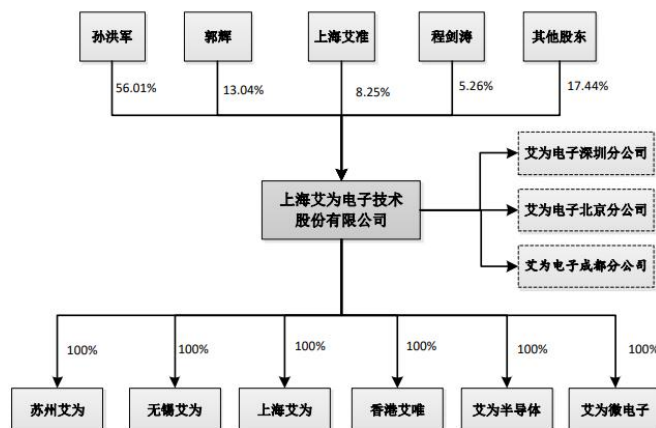 孙洪军
郭辉
上海艾准
程剑涛
其他股东
56.01%
13.04%
8.25%
5.26%
17.44%
艾为电子深圳分公司
上海艾为电子技术
股份有限公司
艾为电子北京分公司
艾为电子成都分公司
100%
100%
100%
100%
100%
100%
苏州艾为
无锡艾为
上海艾为
香港艾唯
艾为半导体
艾为微电子